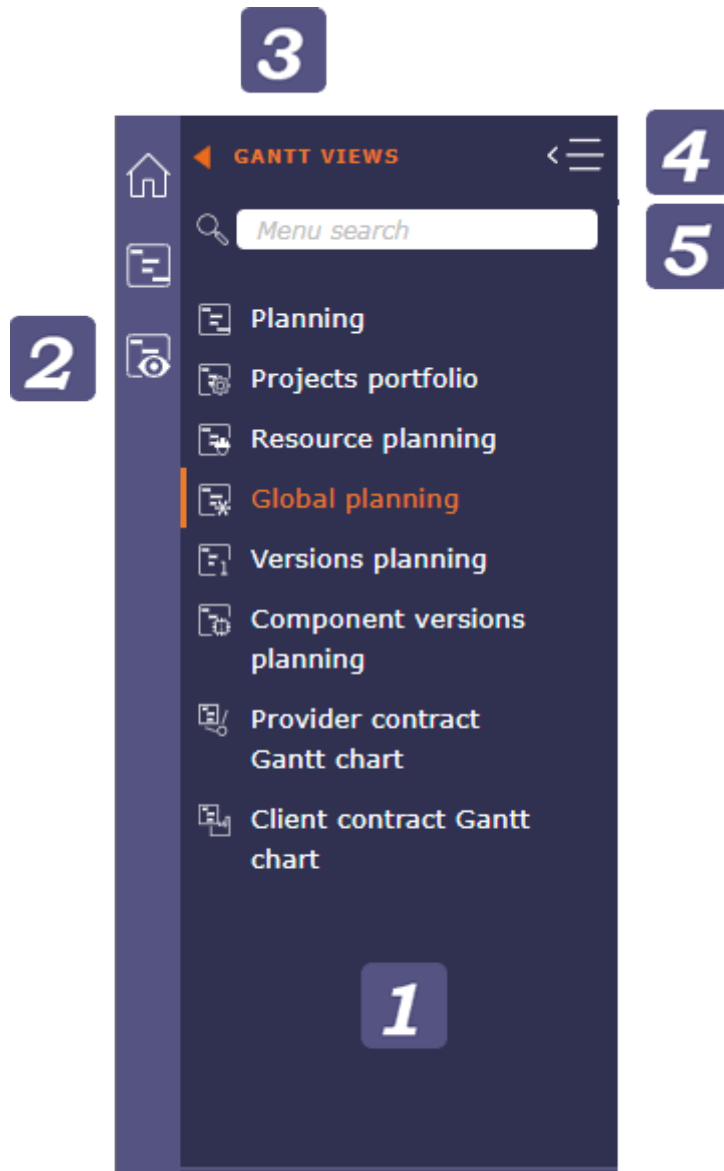 3
GANTT VIEWS
4
Menu search
5
Planning
2
Projects portfolio
Resource planning
Global planning
Versions planning
Component versions
planning
Provider contract
Gantt chart
Client contract Gantt
chart
1